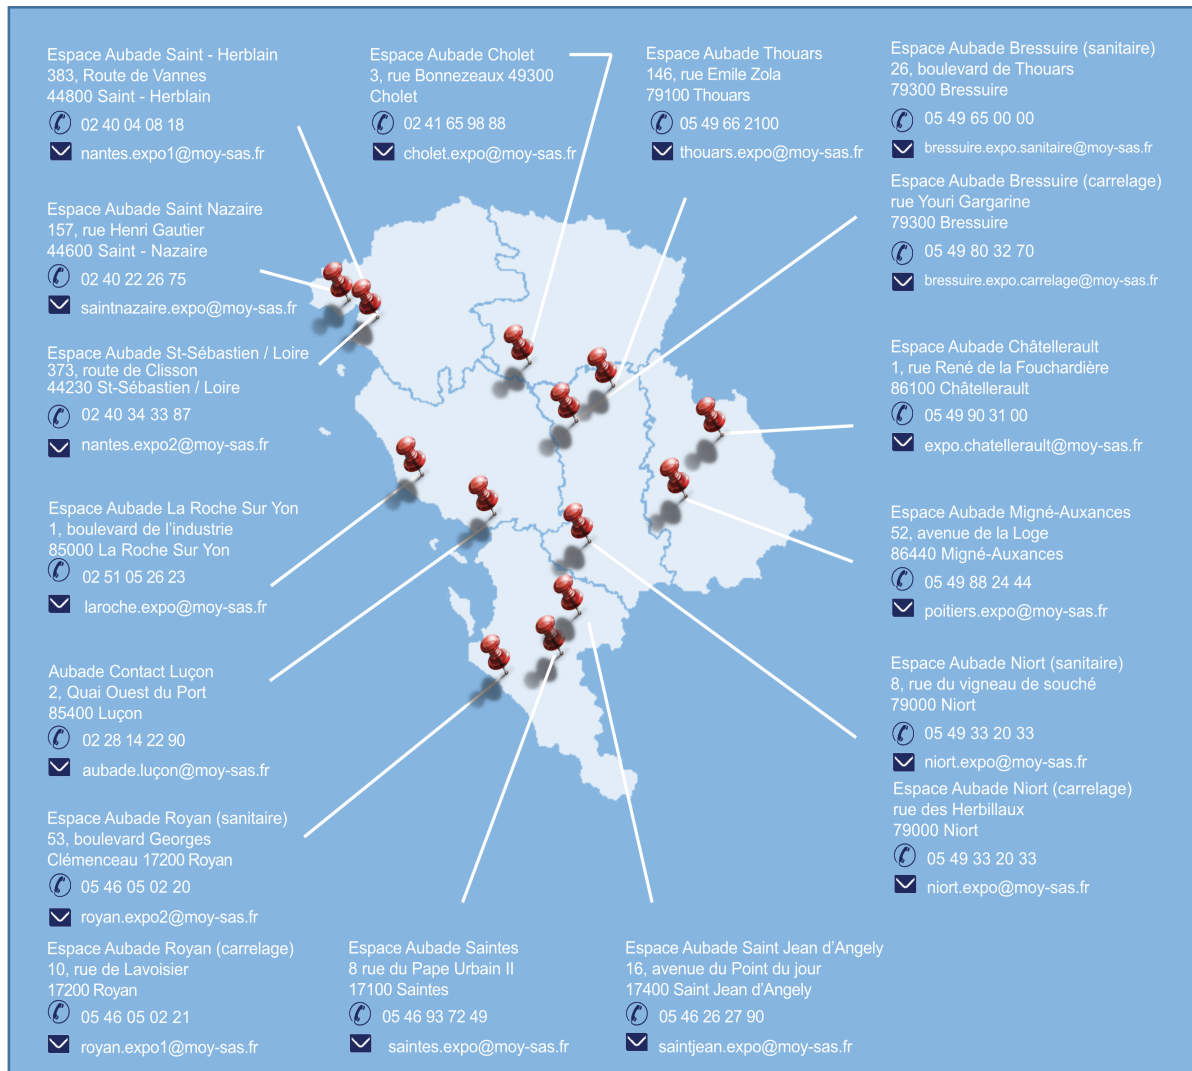 Espace Aubade Saint - Herblain
383, Route de Vannes
44800 Saint - Herblain
02 40 04 08 18
nantes.expo1@moy-sas.fr
Espace Aubade Cholet
3, rue Bonnezeaux 49300
Cholet
02 41 65 98 88
cholet.expo@moy-sas.fr
Espace Aubade Thouars
146, rue Emile Zola
79100 Thouars
05 49 66 2100
thouars.expo@moy-sas.fr
Espace Aubade Bressuire (sanitaire)
26, boulevard de Thouars
79300 Bressuire
05 49 65 00 00
bressuire.expo.sanitaire@moy-sas.fr
Espace Aubade Bressuire (carrelage)
rue Youri Gargarine
79300 Bressuire
05 49 80 32 70
bressuire.expo.carrelage@moy-sas.fr
Espace Aubade Saint Nazaire
157, rue Henri Gautier
44600 Saint - Nazaire
02 40 22 26 75
saintnazaire.expo@moy-sas.fr
Espace Aubade St-Sébastien / Loire
373, route de Clisson
44230 St-Sébastien / Loire
02 40 34 33 87
nantes.expo2@moy-sas.fr
Espace Aubade Châtellerault
1, rue René de la Fouchardière
86100 Châtellerault
05 49 90 31 00
expo.chatellerault@moy-sas.fr
Espace Aubade La Roche Sur Yon
1, boulevard de l'industrie
85000 La Roche Sur Yon
02 51 05 26 23
laroche.expo@moy-sas.fr
Espace Aubade Migné-Auxances
52, avenue de la Loge
86440 Migné-Auxances
05 49 88 24 44
poitiers.expo@moy-sas.fr
Aubade Contact Luçon
2, Quai Ouest du Port
85400 Luçon
02 28 14 22 90
aubade.luçon@moy-sas.fr
Espace Aubade Niort (sanitaire)
8, rue du vigneau de souché
79000 Niort
05 49 33 20 33
niort.expo@moy-sas.fr
Espace Aubade Niort (carrelage)
rue des Herbillaux
79000 Niort
05 49 33 20 33
niort.expo@moy-sas.fr
Espace Aubade Royan (sanitaire)
53, boulevard Georges
Clémenceau 17200 Royan
05 46 05 02 20
royan.expo2@moy-sas.fr
Espace Aubade Royan (carrelage)
10, rue de Lavoisier
17200 Royan
05 46 05 02 21
royan.expo1@moy-sas.fr
Espace Aubade Saintes
8 rue du Pape Urbain II
17100 Saintes
05 46 93 72 49
saintes.expo@moy-sas.fr
Espace Aubade Saint Jean d'Angely
16, avenue du Point du jour
17400 Saint Jean d'Angely
05 46 26 27 90
saintjean.expo@moy-sas.fr